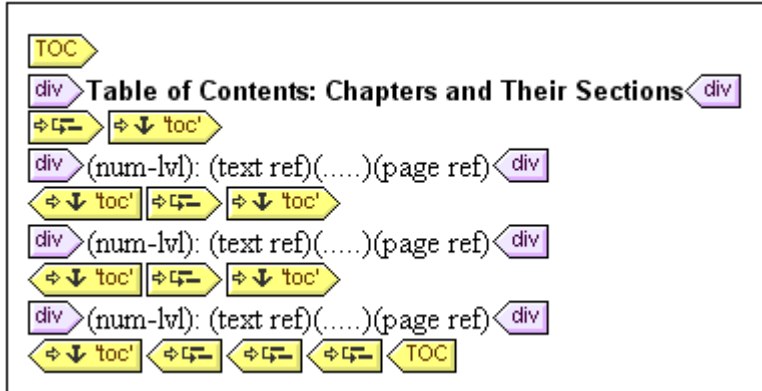 TOC
div Table of Contents: Chapters and Their Sections div
'toc'
div (num-lvl): (text ref)(.....)(page ref) div
'toc' 'toc'
div (num-lvl): (text ref)(.....)(page ref) div
'toc' 'toc'
div (num-lvl): (text ref)(.....)(page ref) div
'toc' TOC